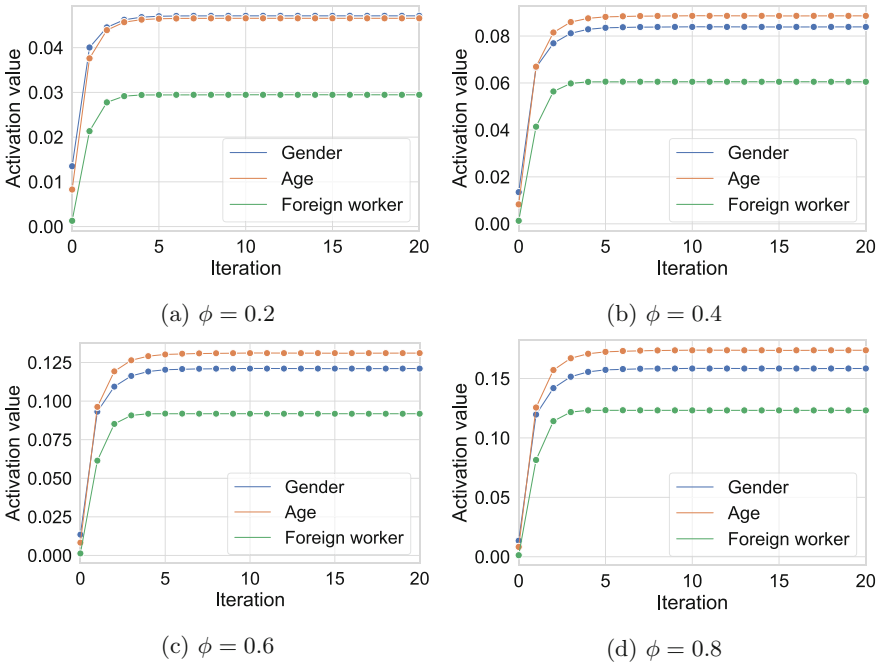 Activation value
0.04
0.03
0.02
0.01
0.00
Gender
Age
Foreign worker
0 5 10 15 20
Iteration
(a) ϕ = 0.2
Activation value
0.08
0.06
0.04
0.02
0.00
Gender
Age
Foreign worker
0 5 10 15 20
Iteration
(b) ϕ = 0.4
Activation value
0.125
0.100
0.075
0.050
0.025
0.000
Gender
Age
Foreign worker
0 5 10 15 20
Iteration
(c) ϕ = 0.6
Activation value
0.15
0.10
0.05
0.00
Gender
Age
Foreign worker
0 5 10 15 20
Iteration
(d) ϕ = 0.8